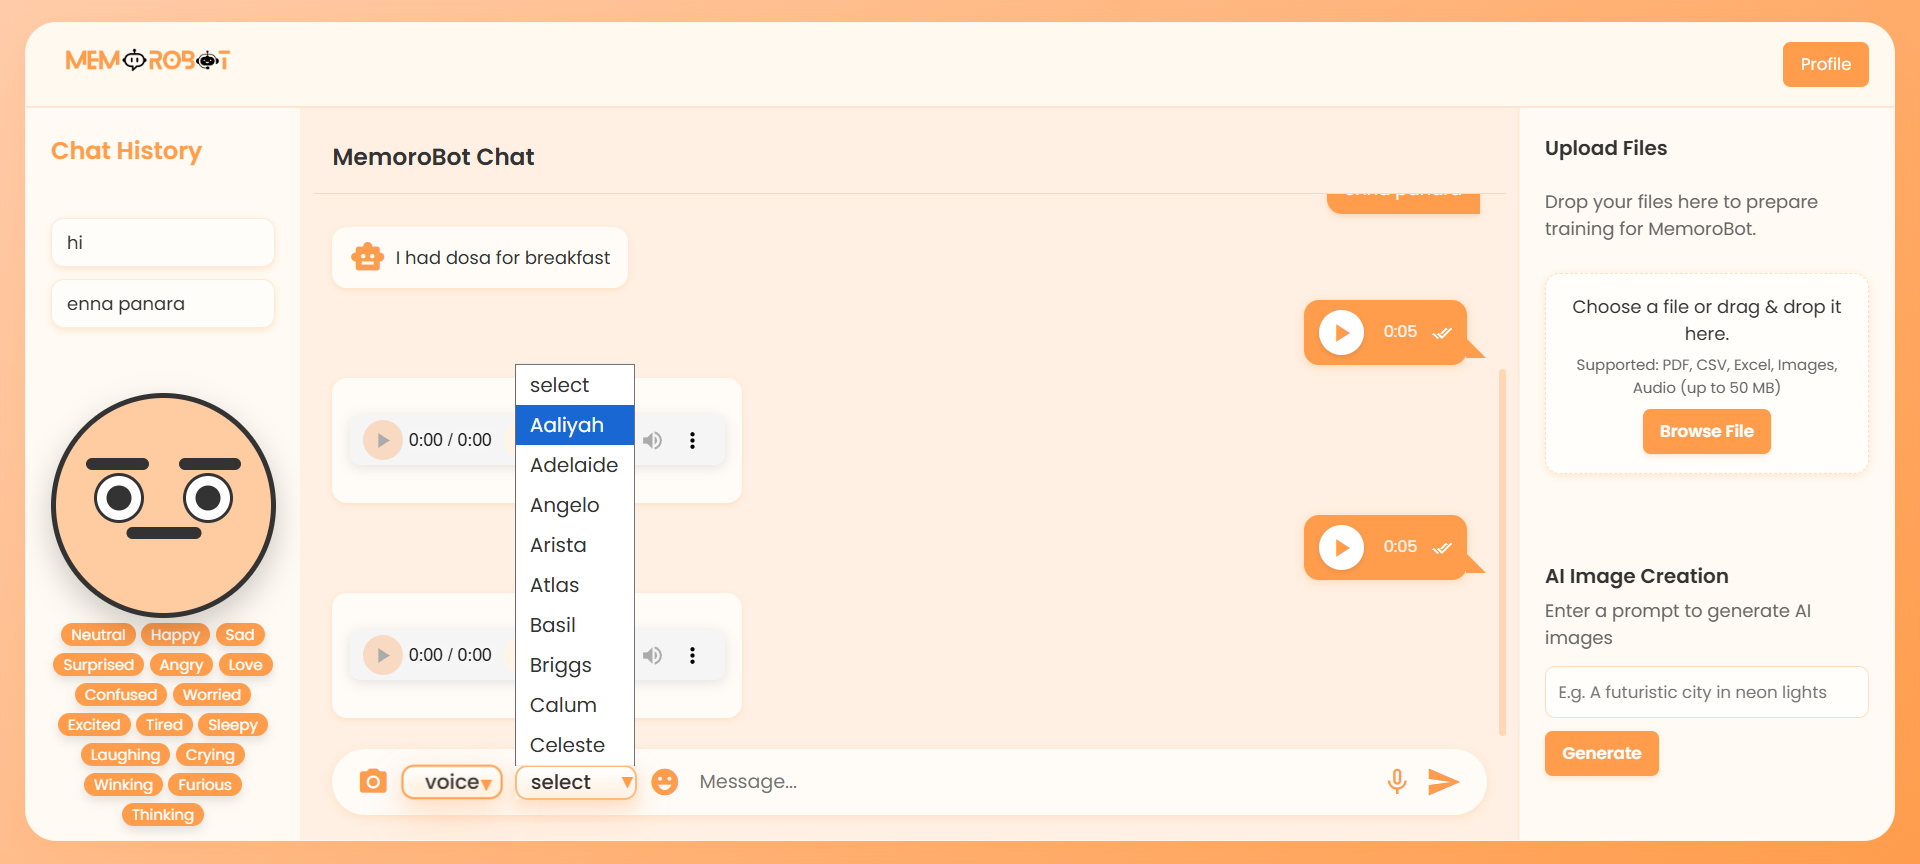 MEMOROBOT
Profile
Chat History
hi
enna panara
Neutral Happy Sad
Surprised Angry Love
Confused Worried
Excited Tired Sleepy
Laughing Crying
Winking Furious
Thinking
MemoroBot Chat
enna panara
I had dosa for breakfast
0:05
0:00 / 0:00
0:05
0:00 / 0:00
select
Aaliyah
Adelaide
Angelo
Arista
Atlas
Basil
Briggs
Calum
Celeste
voice
select
Message...
Upload Files
Drop your files here to prepare
training for MemoroBot.
Choose a file or drag & drop it
here.
Supported: PDF, CSV, Excel, Images,
Audio (up to 50 MB)
Browse File
AI Image Creation
Enter a prompt to generate AI
images
E.g. A futuristic city in neon lights
Generate